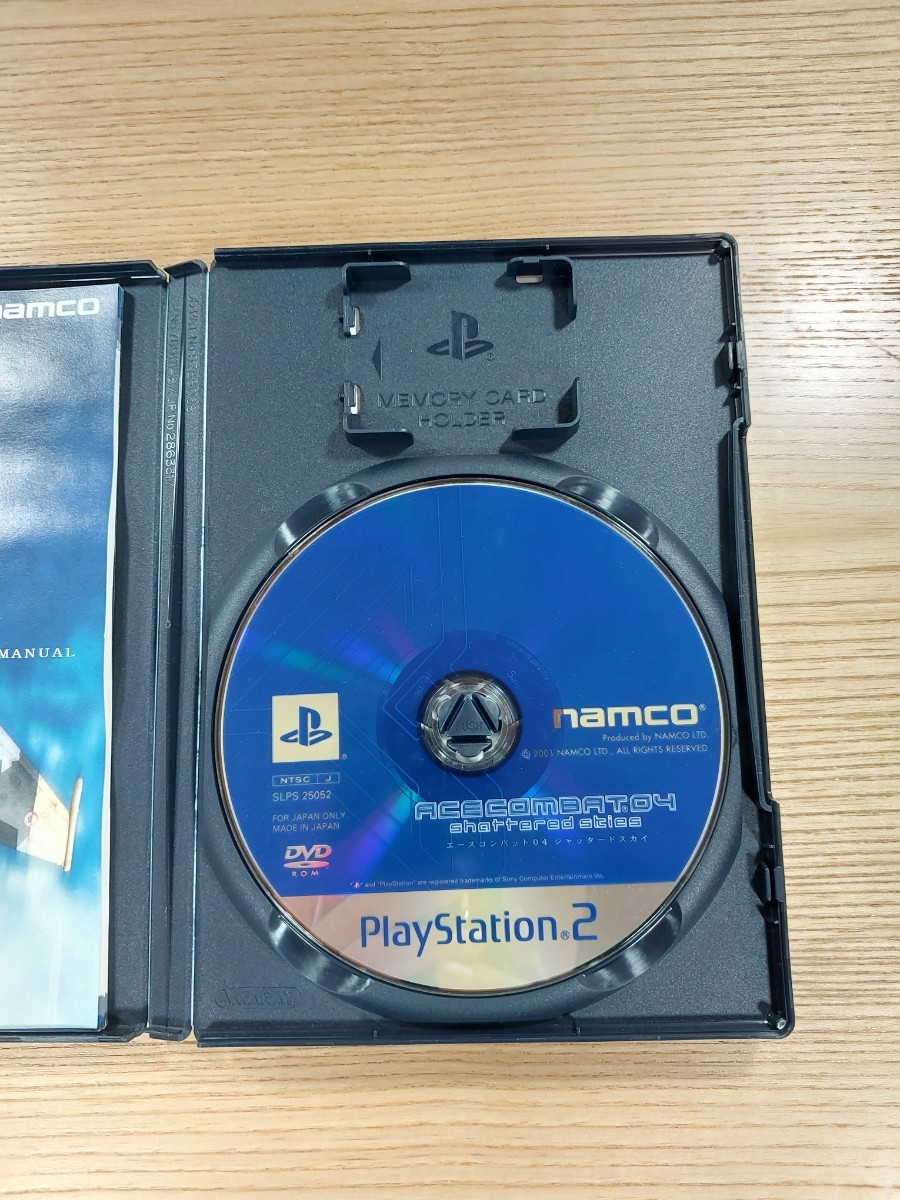 namco
MANUAL
MEMORY CARD
HOLDER
namco®
Produced by NAMCO LTD.
© 2001 NAMCO LTD., ALL RIGHTS RESERVED
NTSC J
SLPS 25052
FOR JAPAN ONLY
MADE IN JAPAN
DVD
ROM
ACE COMBAT.04
shattered skies
エースコンバット04 シャッタードスカイ
and "PlayStation" are registered trademarks of Sony Computer Entertainment Inc.
PlayStation®2